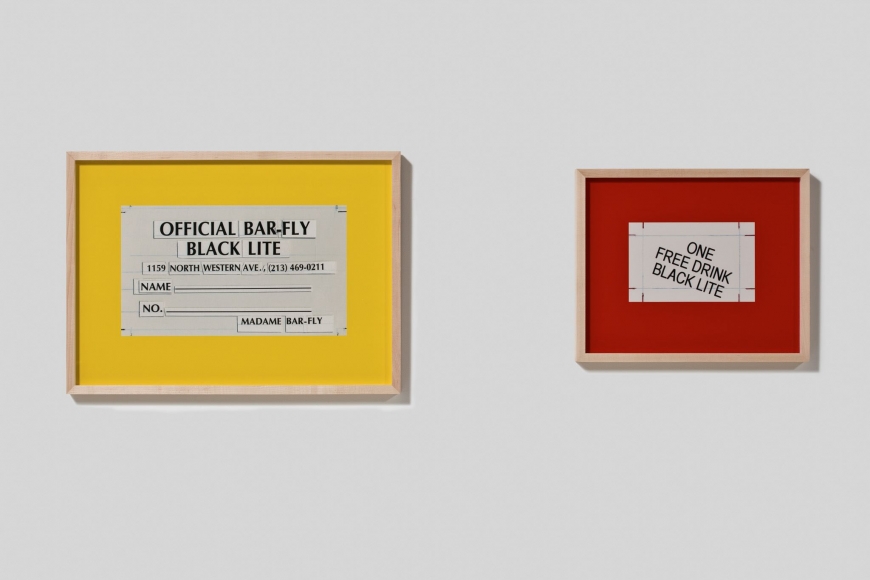 OFFICIAL BAR-FLY
BLACK LITE
1159 NORTH WESTERN AVE., (213) 469-0211
NAME
NO.
MADAME BAR-FLY
ONE
FREE DRINK
BLACK LITE